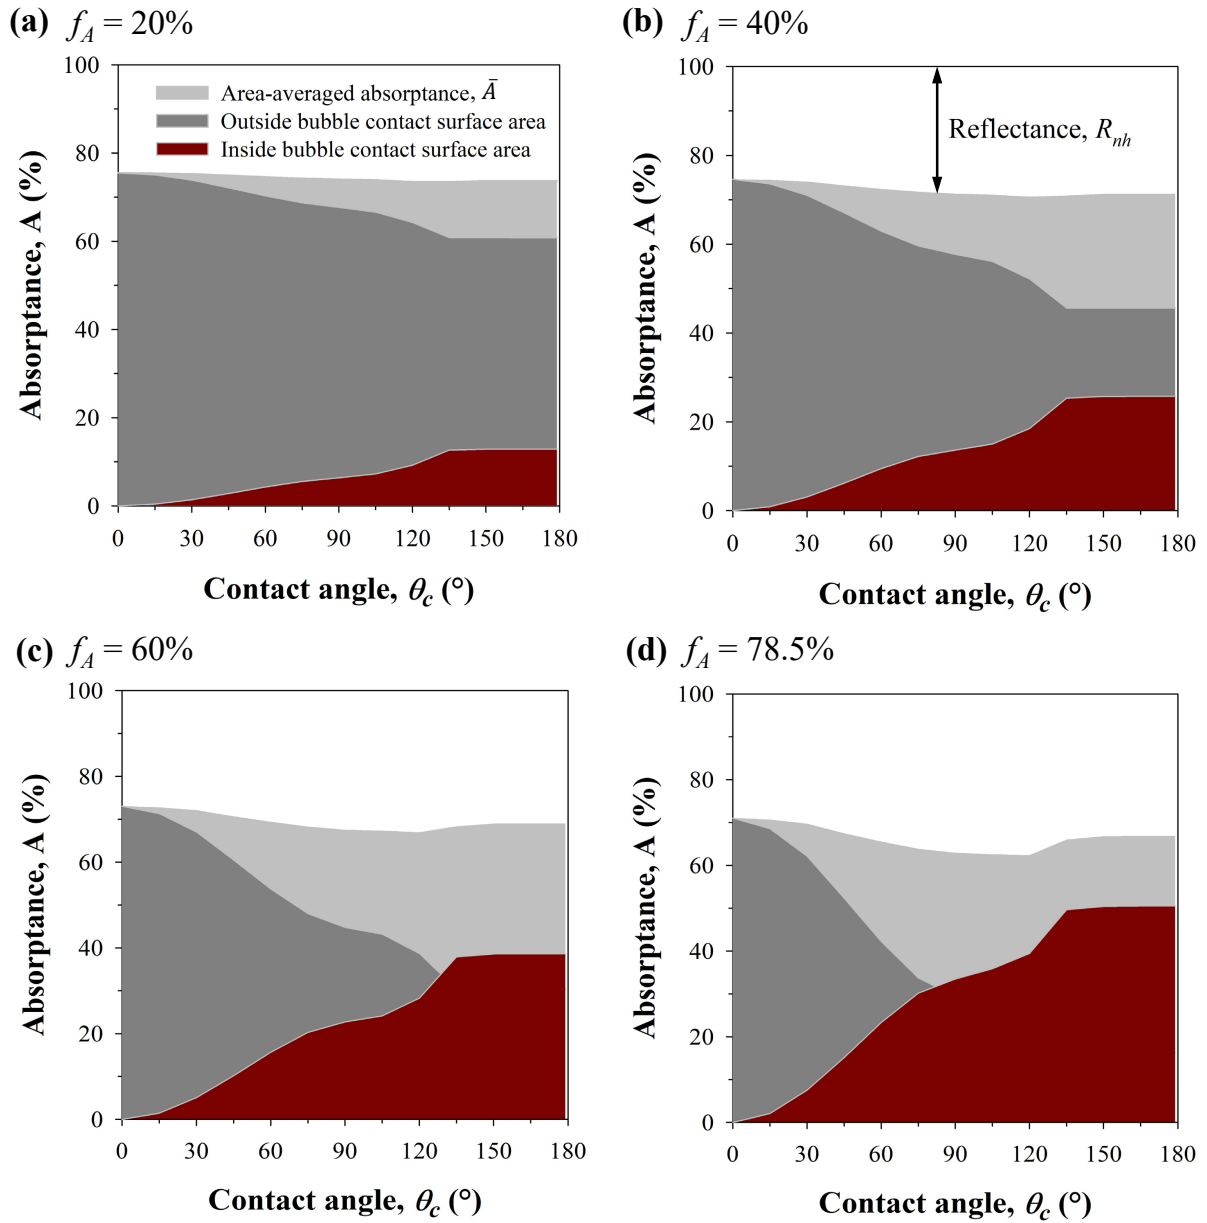 (a) f_A = 20%
100
80
60
40
20
0
Absorptance, A (%)
Area-averaged absorptance, Ā
Outside bubble contact surface area
Inside bubble contact surface area
0 30 60 90 120 150 180
Contact angle, θ_c (°)
(b) f_A = 40%
100
80
60
40
20
0
Absorptance, A (%)
Reflectance, R_nh
0 30 60 90 120 150 180
Contact angle, θ_c (°)
(c) f_A = 60%
100
80
60
40
20
0
Absorptance, A (%)
0 30 60 90 120 150 180
Contact angle, θ_c (°)
(d) f_A = 78.5%
100
80
60
40
20
0
Absorptance, A (%)
0 30 60 90 120 150 180
Contact angle, θ_c (°)